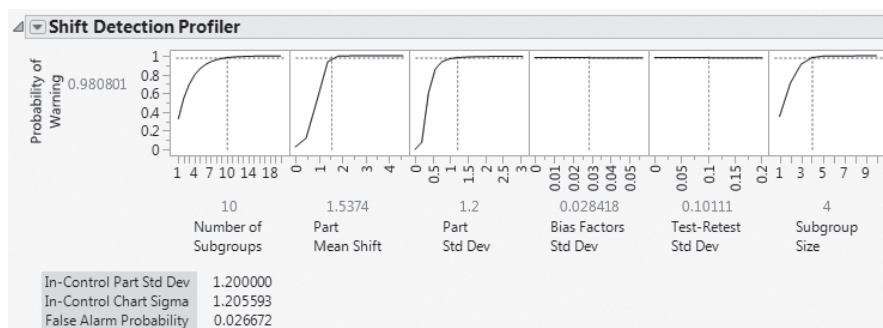 Shift Detection Profiler
Probability of
Warning
0.980801
1
0.8
0.6
0.4
0.2
0
1 4 7 10 14 18
0 1 2 3 4
0 0.5 1 1.5 2 2.5 3
0 0.01 0.02 0.03 0.04 0.05
0 0.05 0.1 0.15 0.2
1 3 5 7 9
10 1.5374 1.2 0.028418 0.10111 4
Number of Part Part Bias Factors Test-Retest Subgroup
Subgroups Mean Shift Std Dev Std Dev Std Dev Size
In-Control Part Std Dev 1.200000
In-Control Chart Sigma 1.205593
False Alarm Probability 0.026672